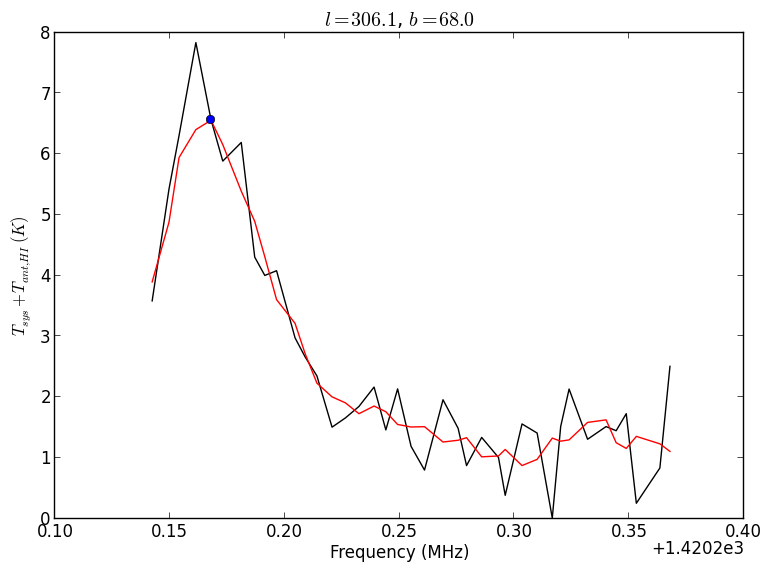 l = 306.1, b = 68.0
T_sys + T_ant,HI (K)
8
7
6
5
4
3
2
1
0
0.10 0.15 0.20 0.25 0.30 0.35 0.40
Frequency (MHz)
+1.4202e3